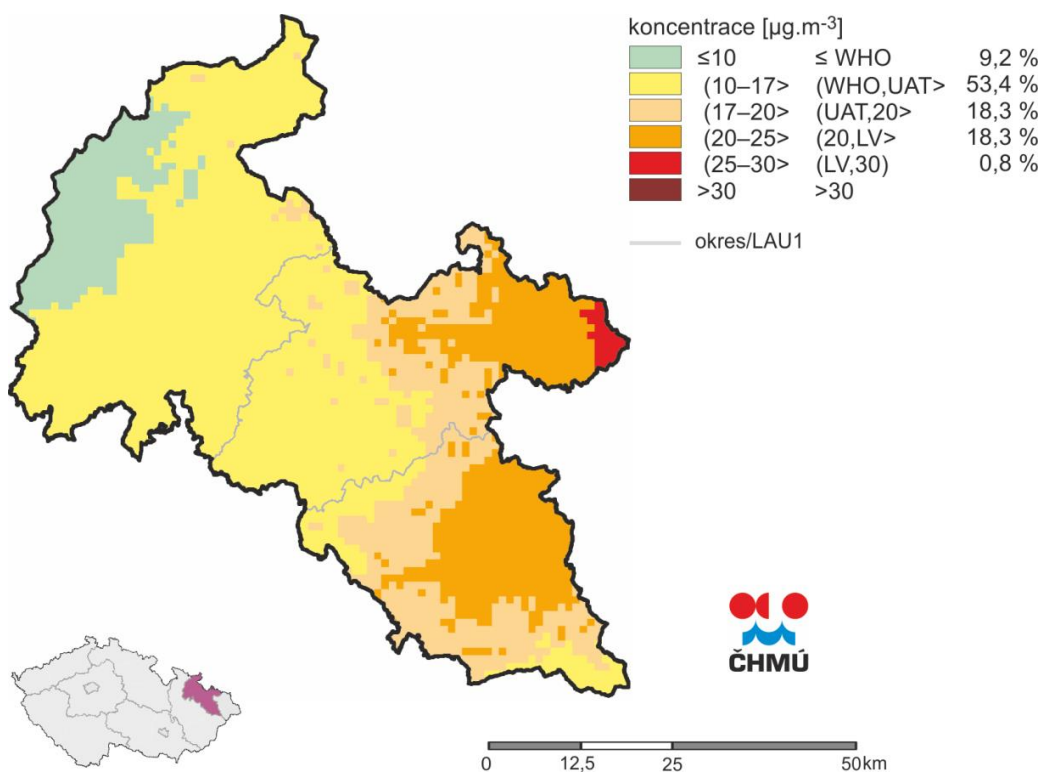 koncentrace [µg.m-³]
≤10 ≤ WHO 9,2 %
(10–17> (WHO,UAT> 53,4 %
(17–20> (UAT,20> 18,3 %
(20–25> (20,LV> 18,3 %
(25–30> (LV,30) 0,8 %
>30 >30
okres/LAU1
ČHMÚ
0 12,5 25 50km